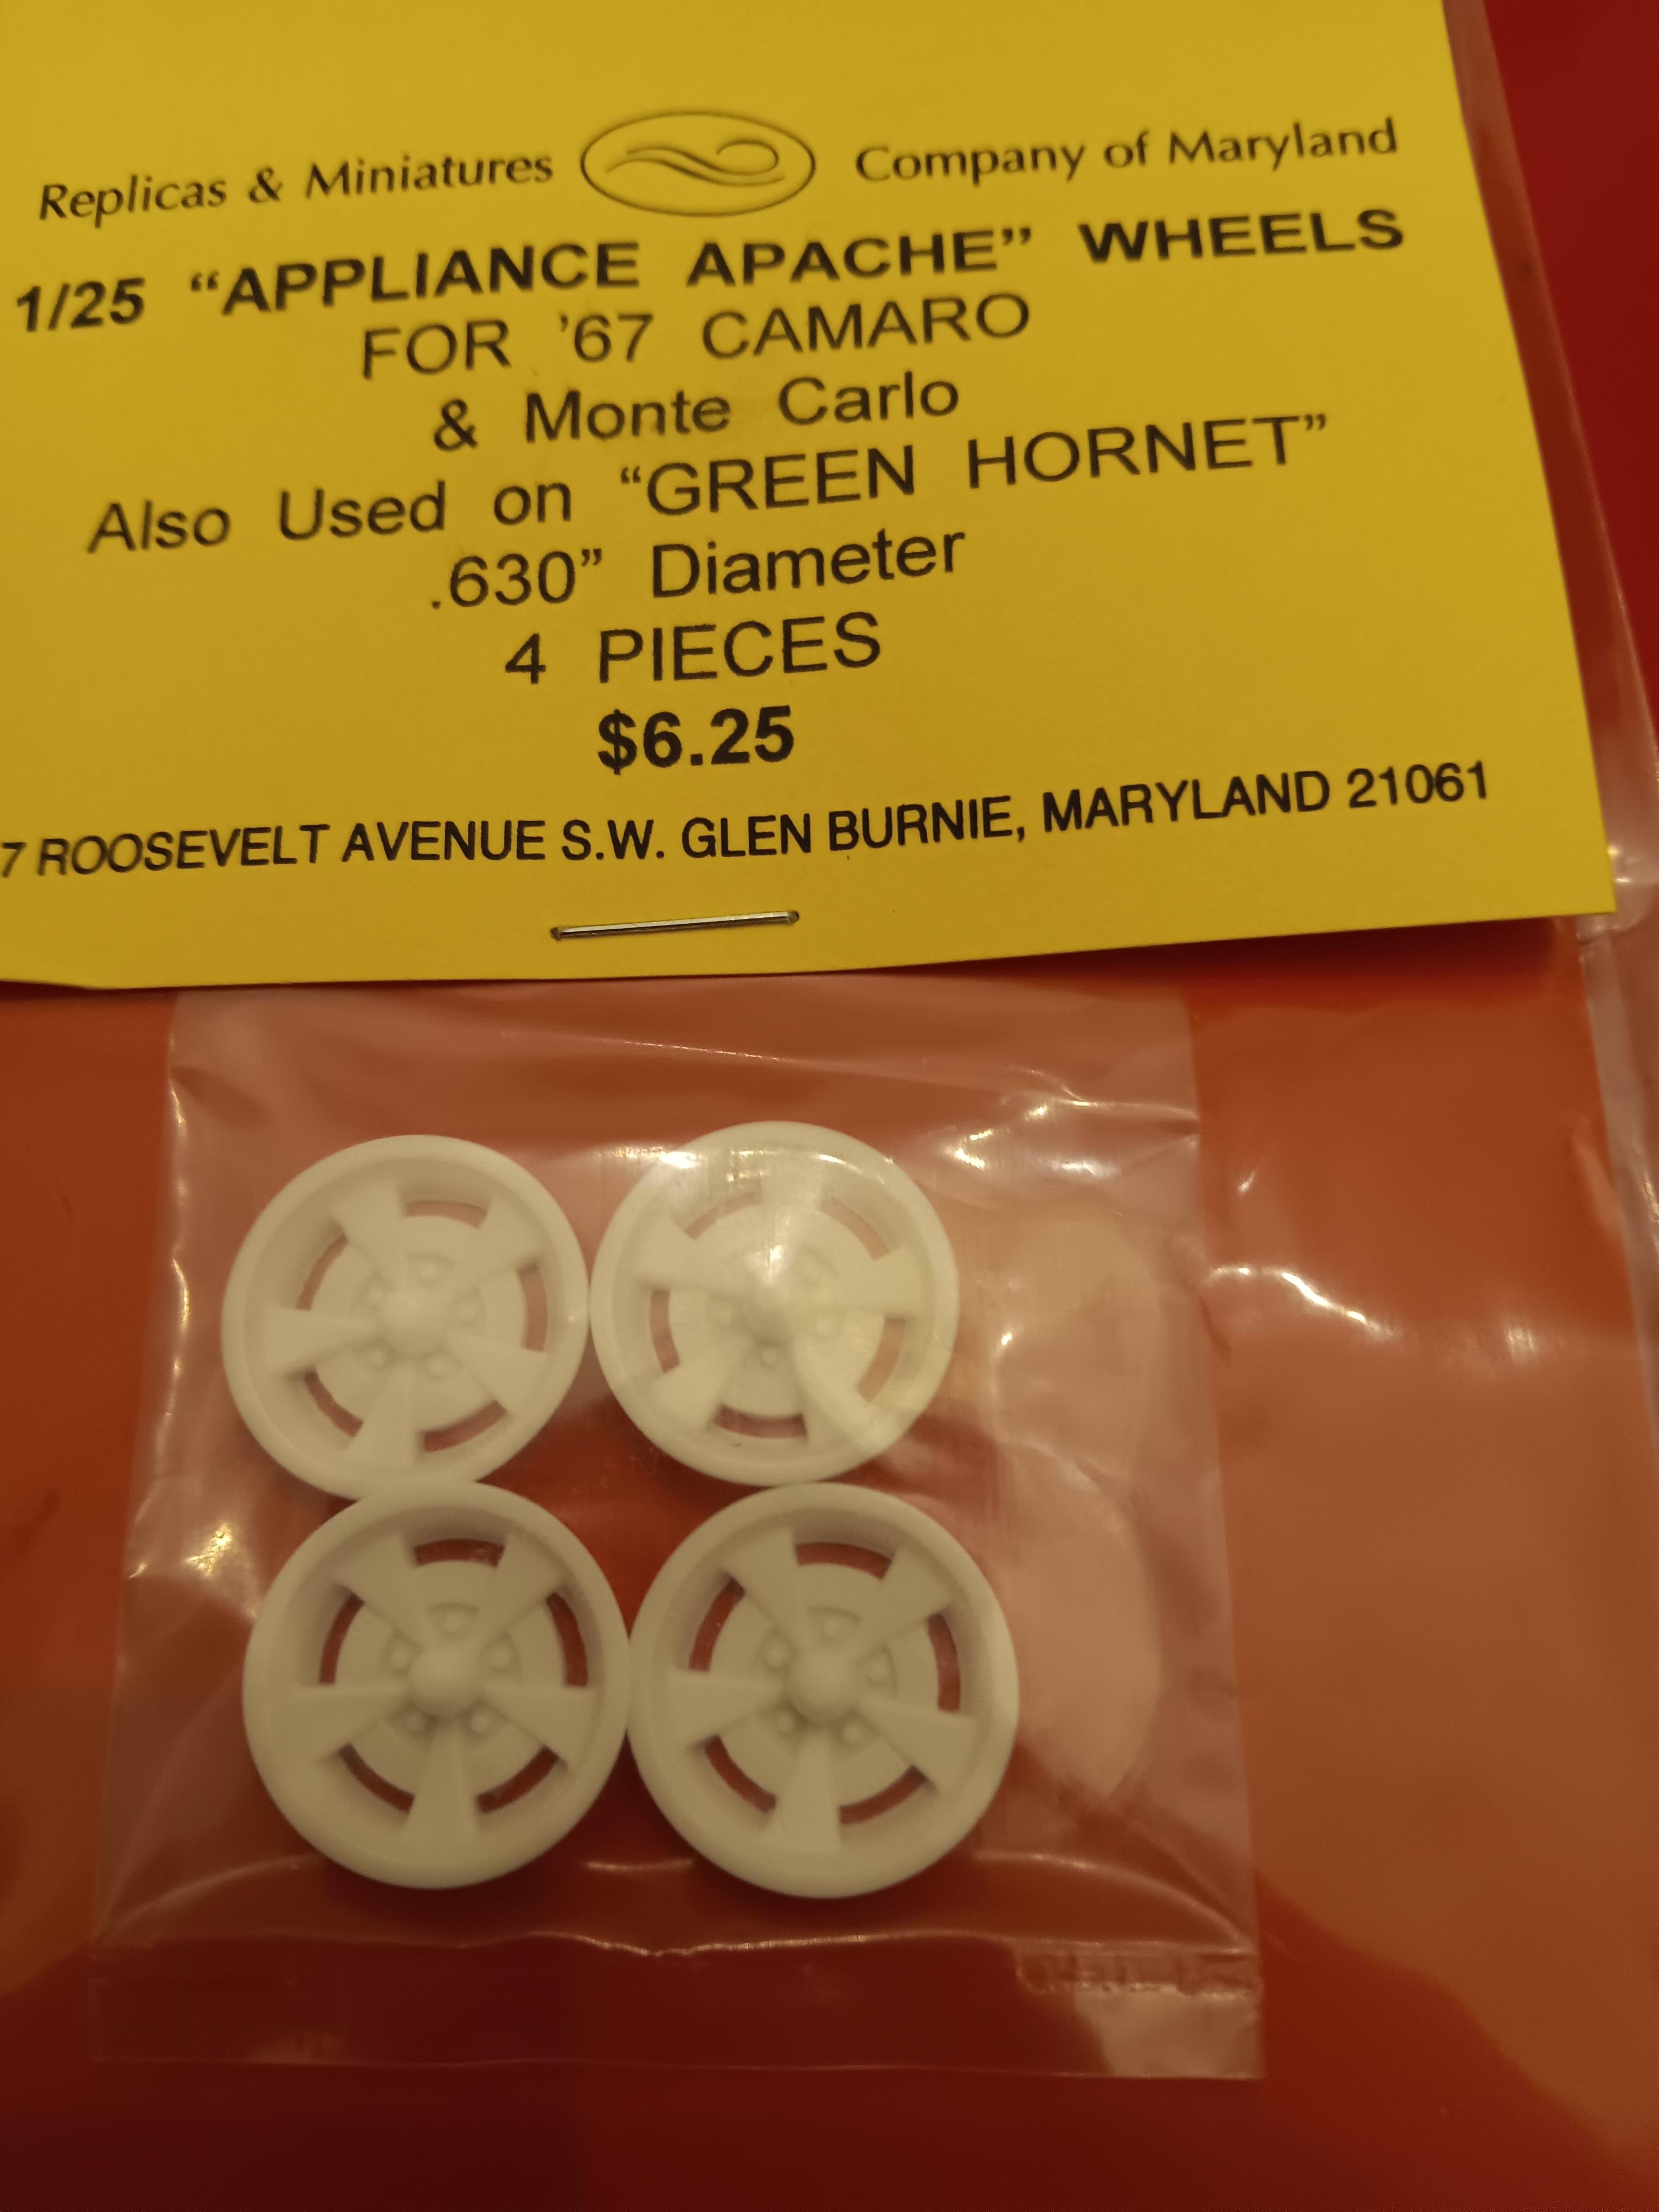 Replicas & Miniatures Company of Maryland
1/25 “APPLIANCE APACHE” WHEELS
FOR ’67 CAMARO
& Monte Carlo
Also Used on “GREEN HORNET”
.630” Diameter
4 PIECES
$6.25
7 ROOSEVELT AVENUE S.W. GLEN BURNIE, MARYLAND 21061